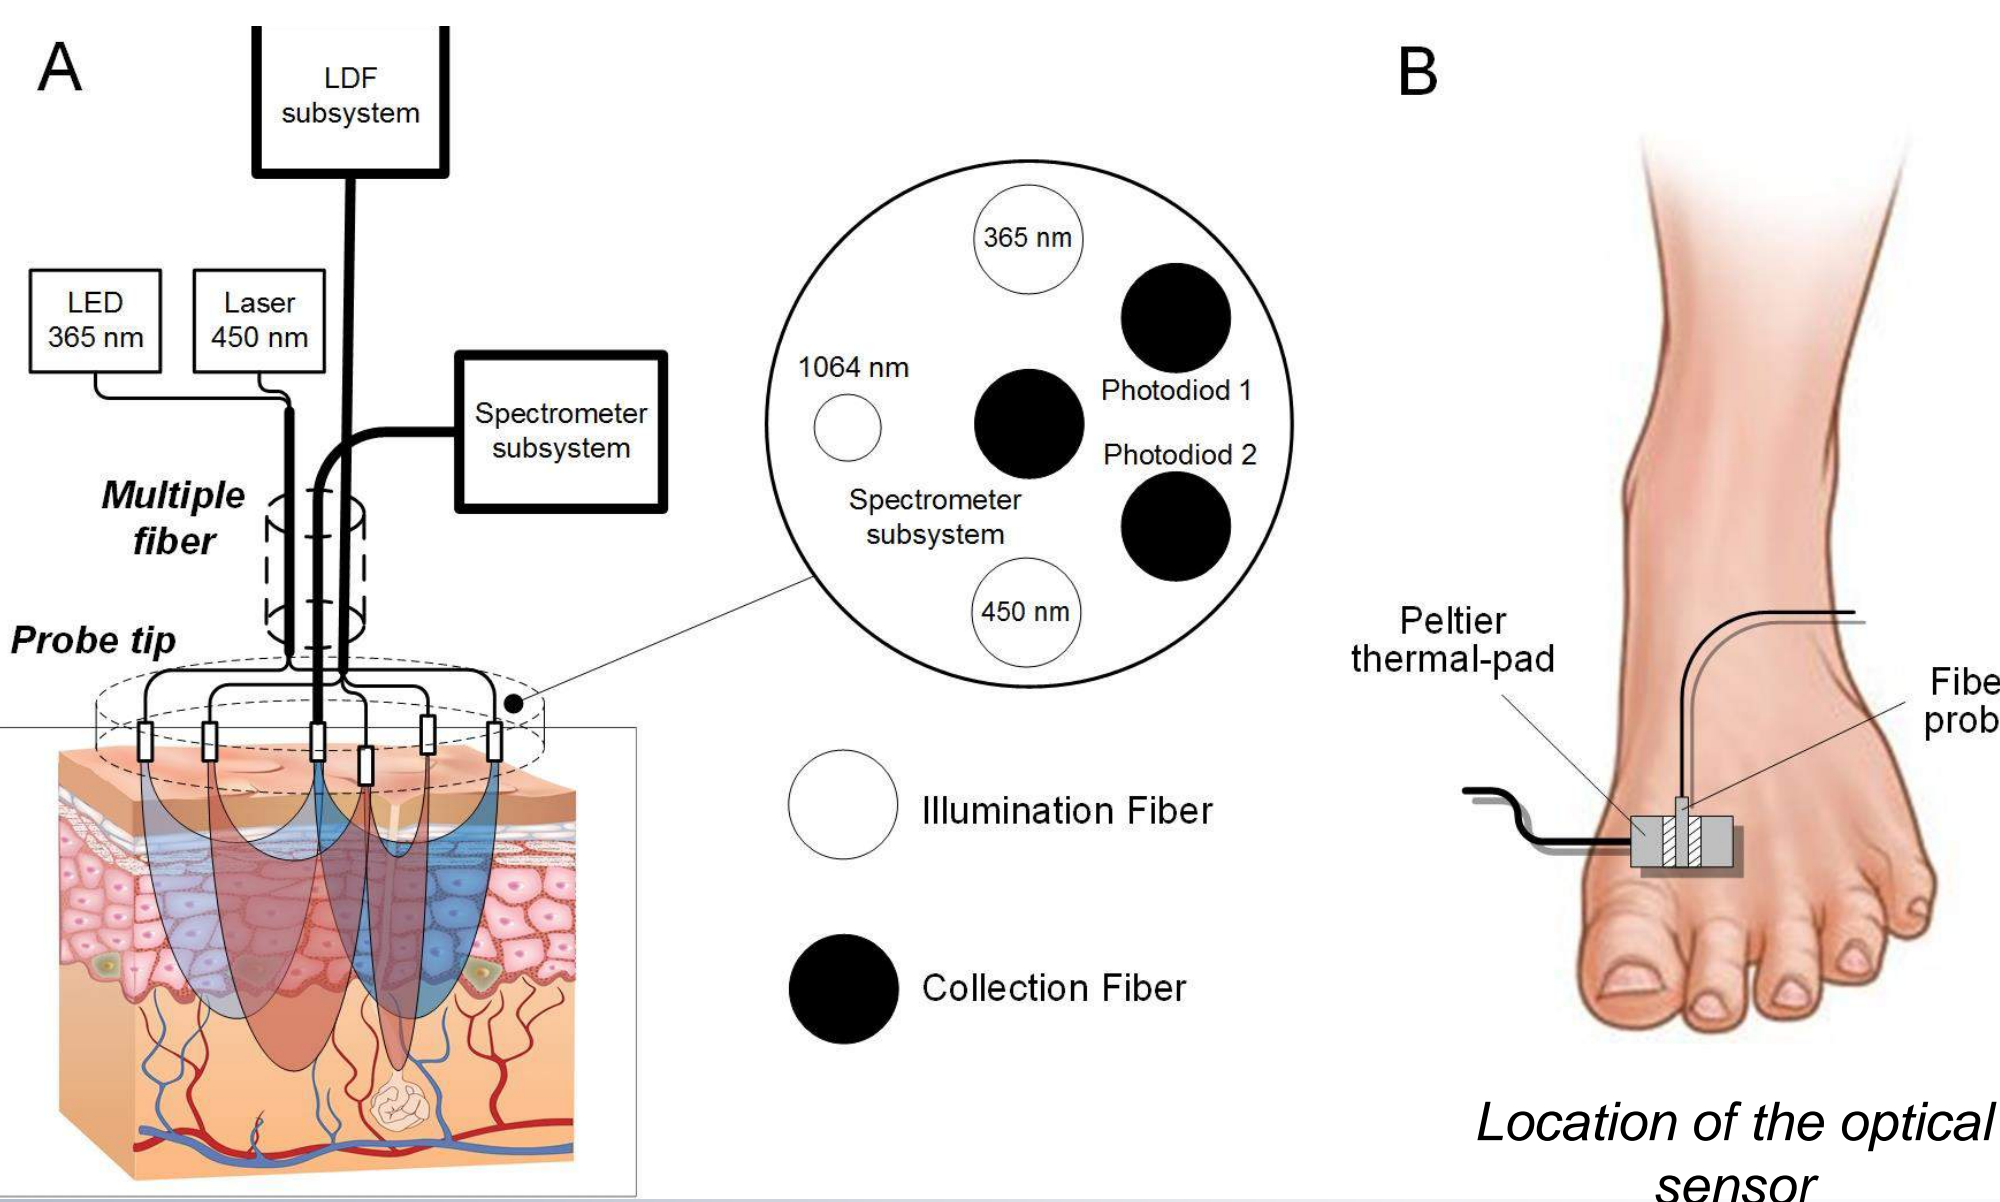 A
LDF
subsystem
LED
365 nm
Laser
450 nm
Spectrometer
subsystem
Multiple
fiber
Probe tip
365 nm
1064 nm
Photodiod 1
Photodiod 2
Spectrometer
subsystem
450 nm
Illumination Fiber
Collection Fiber
B
Peltier
thermal-pad
Fibe
prob
Location of the optical
sensor